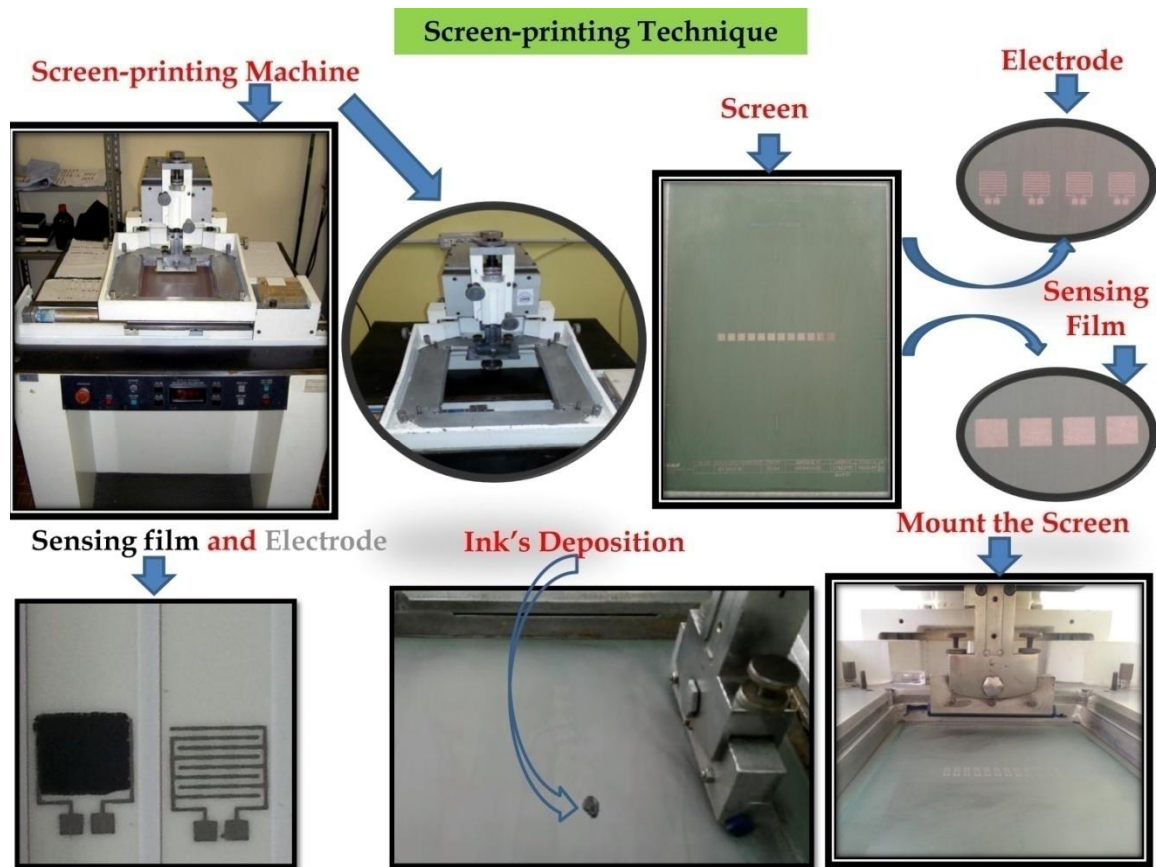 Screen-printing Technique
Screen-printing Machine
Electrode
Screen
Sensing
Film
Mount the Screen
Sensing film and Electrode
Ink's Deposition